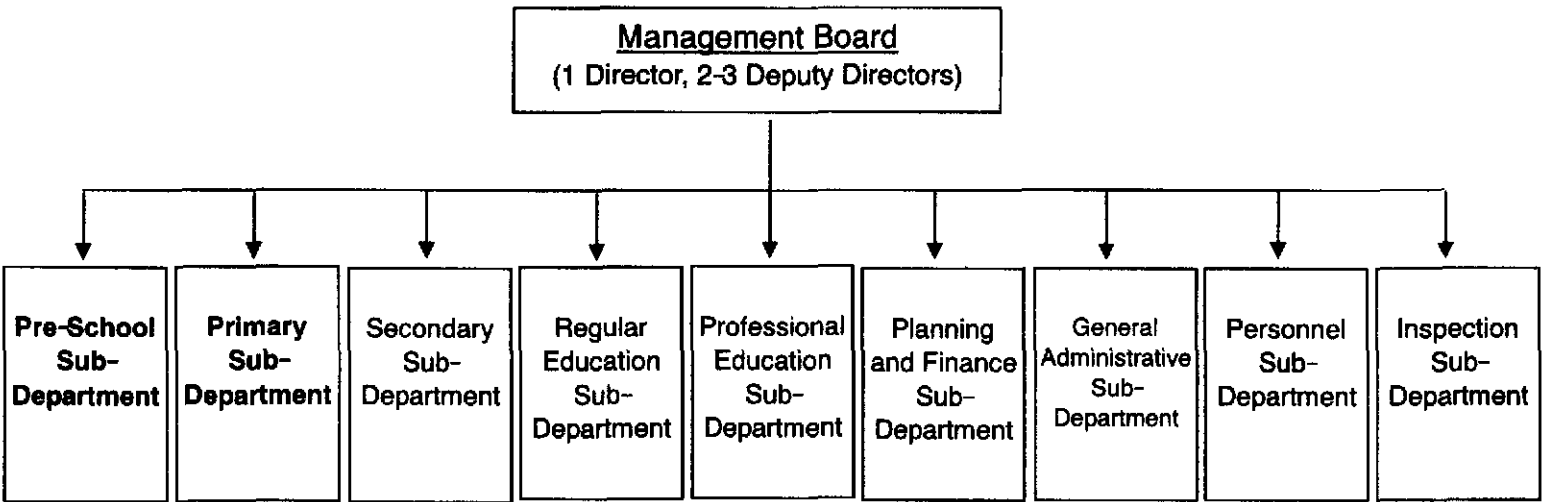 Management Board
(1 Director, 2-3 Deputy Directors)
Pre-School
Sub-
Department
Primary
Sub-
Department
Secondary
Sub-
Department
Regular
Education
Sub-
Department
Professional
Education
Sub-
Department
Planning
and Finance
Sub-
Department
General
Administrative
Sub-
Department
Personnel
Sub-
Department
Inspection
Sub-
Department